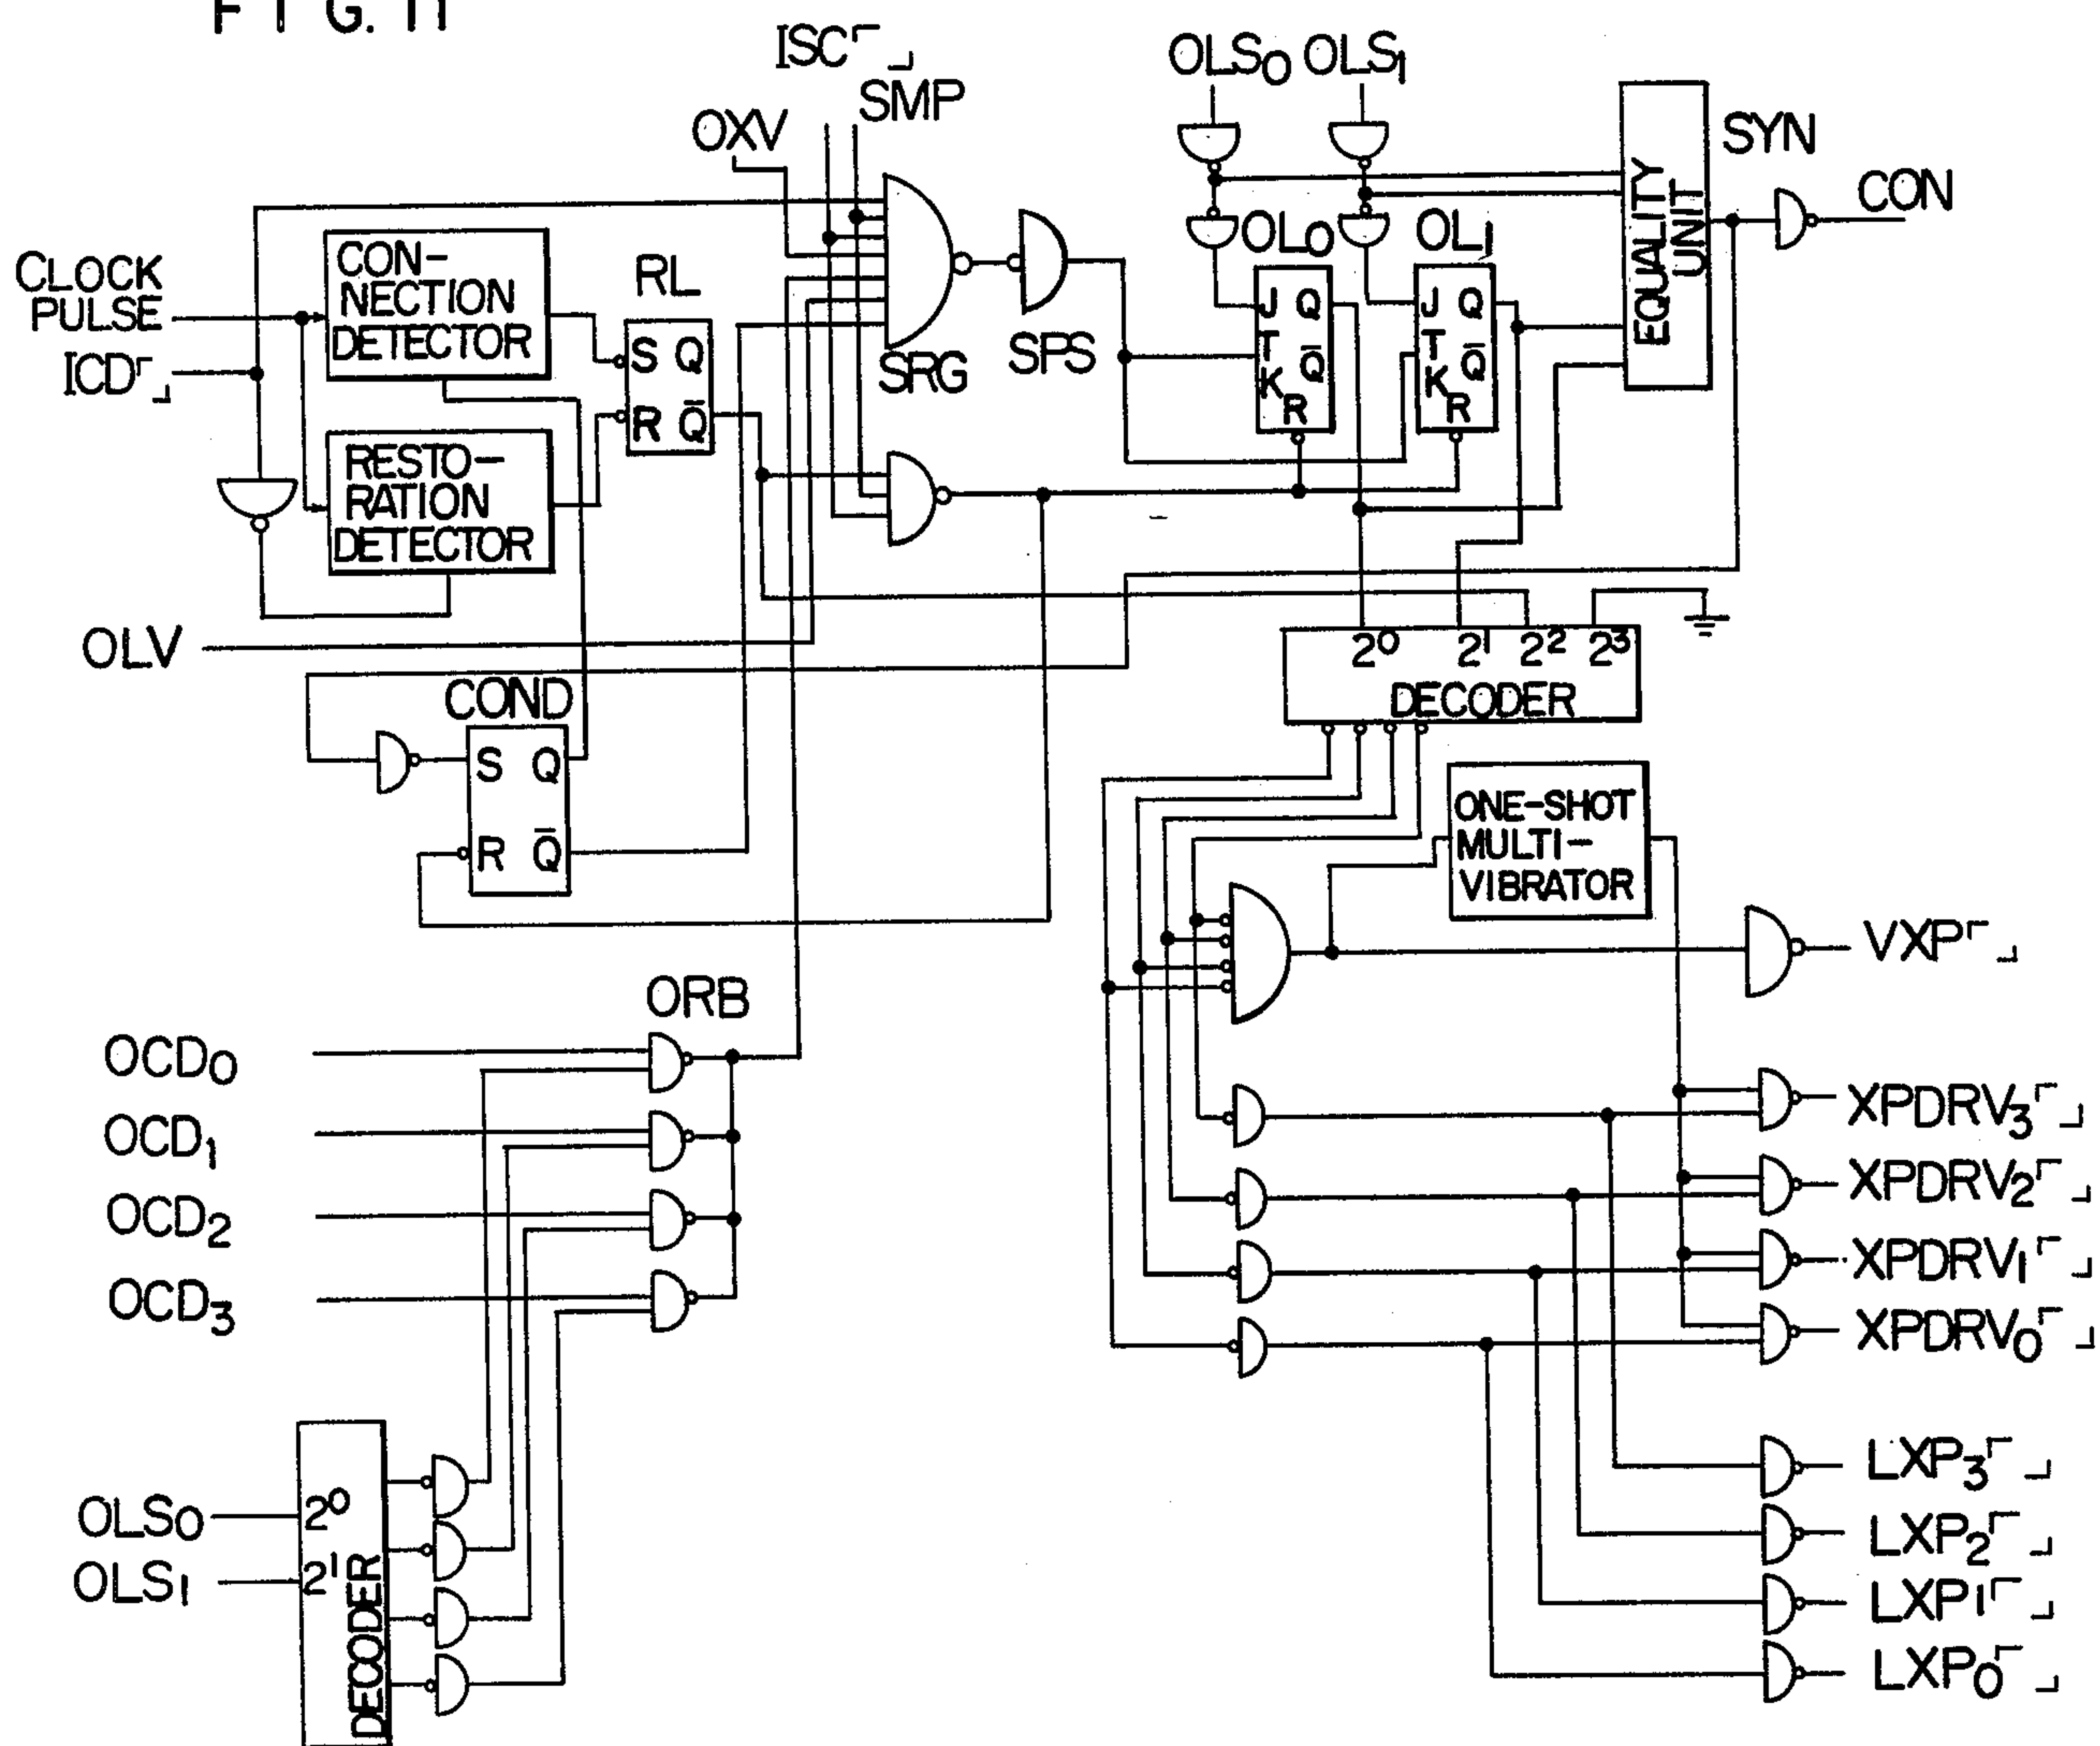 FIG. 11
ISC⌜⌟
SMP
OXV
OLS₀ OLS₁
SYN
CON
EQUALITY
UNIT
CLOCK
PULSE
ICD⌜⌟
CON-
NECTION
DETECTOR
RL
S Q
R Q̄
SRG
SPS
OL₀
J Q
T
K Q̄
R
OL₁
J Q
T
K Q̄
R
RESTO-
RATION
DETECTOR
OLV
COND
S Q
R Q̄
2⁰ 2¹ 2² 2³
DECODER
ONE-SHOT
MULTI-
VIBRATOR
VXP⌜⌟
ORB
OCD₀
OCD₁
OCD₂
OCD₃
XPDRV₃⌜⌟
XPDRV₂⌜⌟
XPDRV₁⌜⌟
XPDRV₀⌜⌟
OLS₀
OLS₁
2⁰
2¹
DECODER
LXP₃⌜⌟
LXP₂⌜⌟
LXP₁⌜⌟
LXP₀⌜⌟